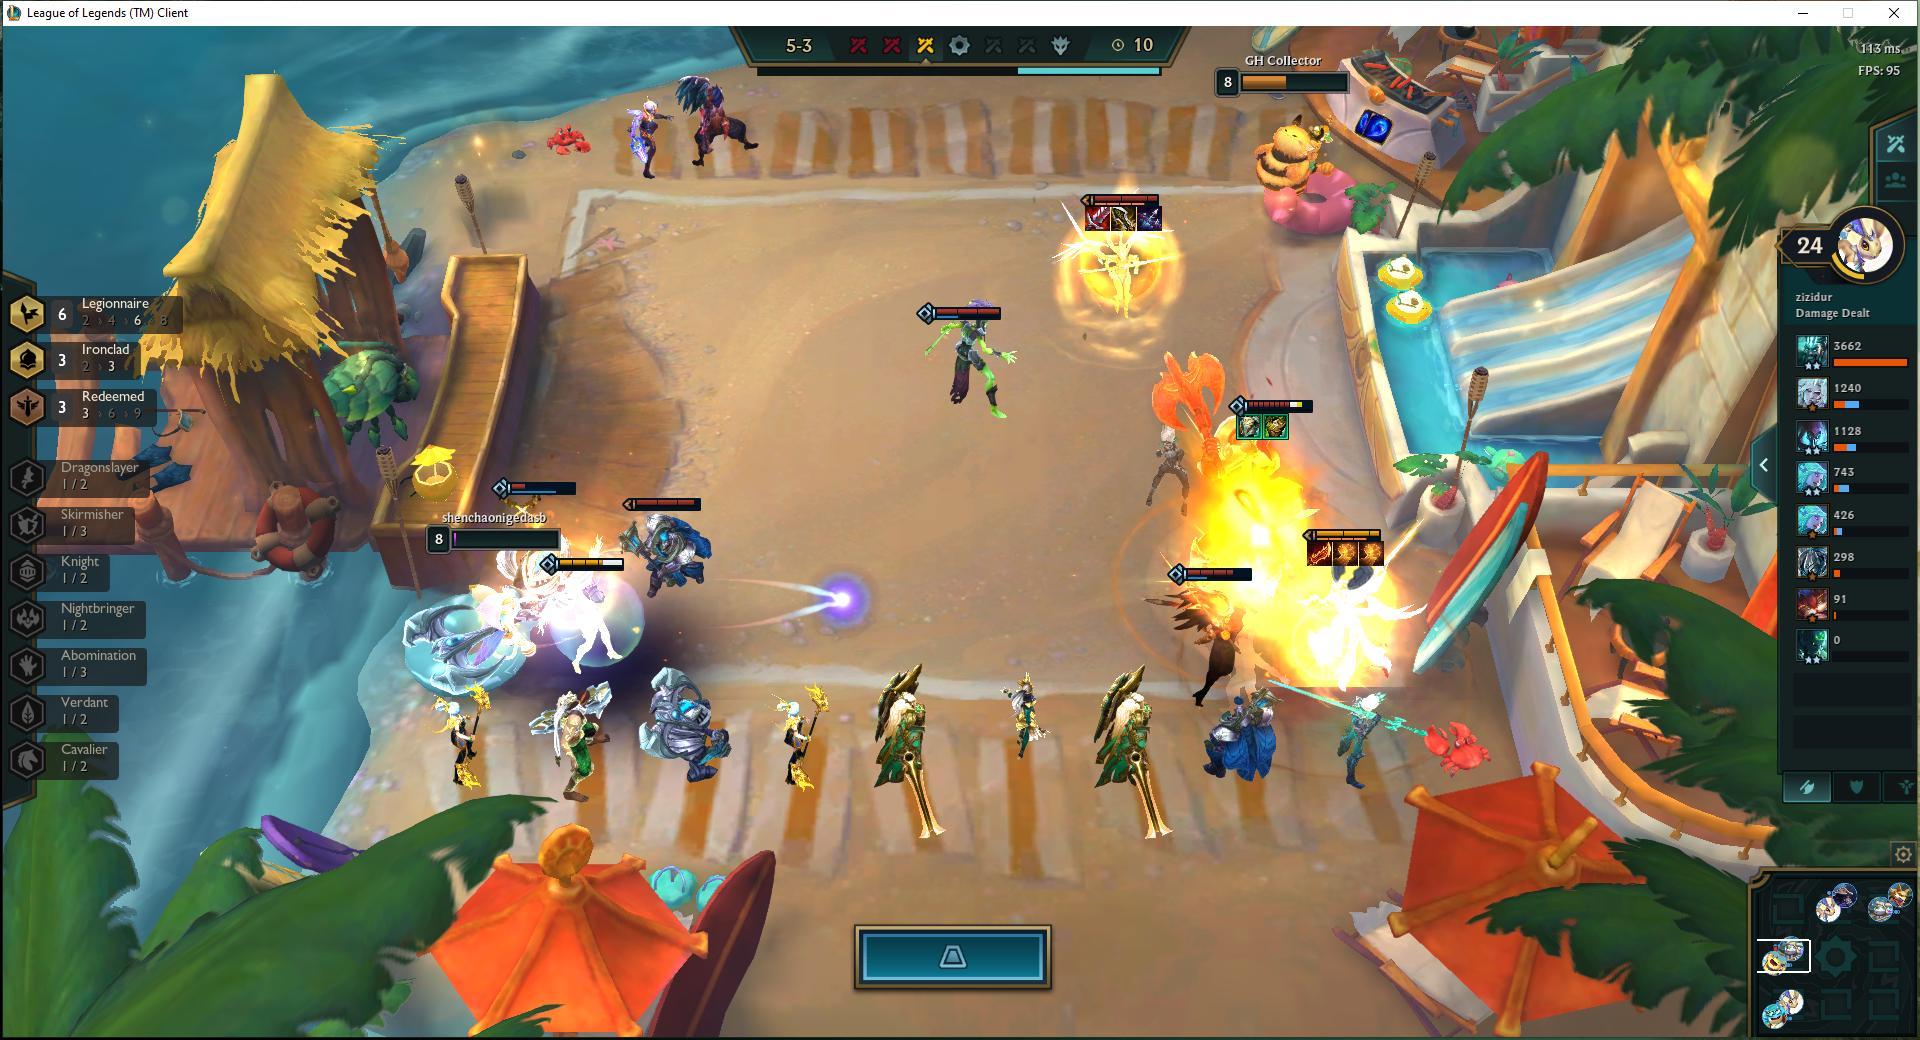 League of Legends (TM) Client
5-3
10
113 ms
FPS: 95
GH Collector
8
24
zizidur
Damage Dealt
3662
1240
1128
743
426
298
91
0
6 Legionnaire
2 4 6 8
3 Ironclad
2 3
3 Redeemed
3 6 9
Dragonslayer
1 / 2
Skirmisher
1 / 3
Knight
1 / 2
Nightbringer
1 / 2
Abomination
1 / 3
Verdant
1 / 2
Cavalier
1 / 2
shenchaonigedasb
8